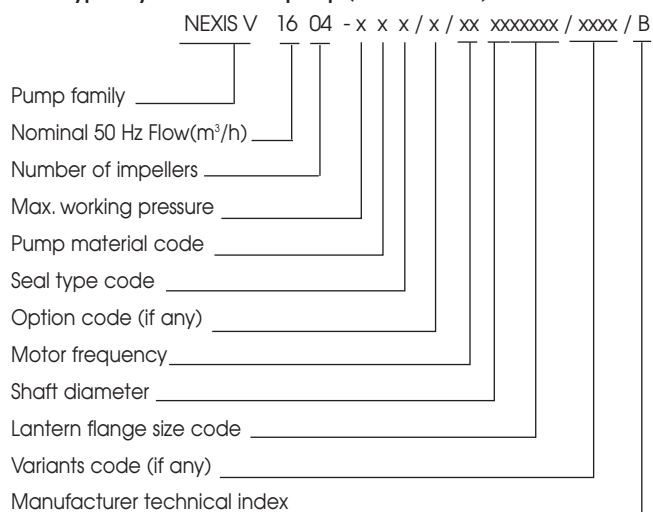 NEXIS V 16 04 - x x x / x / xx xxxxxxx / xxxx / B
Pump family
Nominal 50 Hz Flow(m³/h)
Number of impellers
Max. working pressure
Pump material code
Seal type code
Option code (if any)
Motor frequency
Shaft diameter
Lantern flange size code
Variants code (if any)
Manufacturer technical index